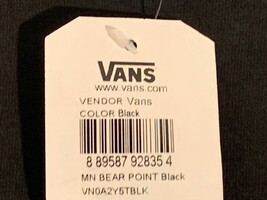 VANS
www.vans.com
VENDOR Vans
COLOR Black
8 89587 92835 4
MN BEAR POINT Black
VN0A2Y5TBLK